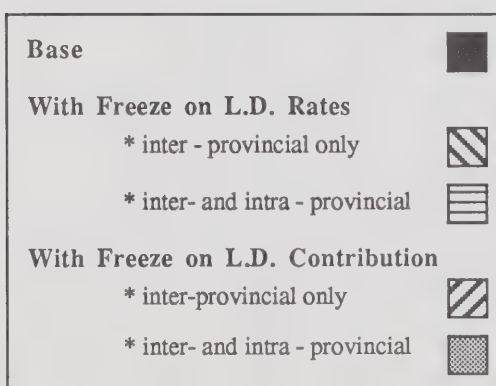 Base
With Freeze on L.D. Rates
* inter - provincial only
* inter- and intra - provincial
With Freeze on L.D. Contribution
* inter-provincial only
* inter- and intra - provincial